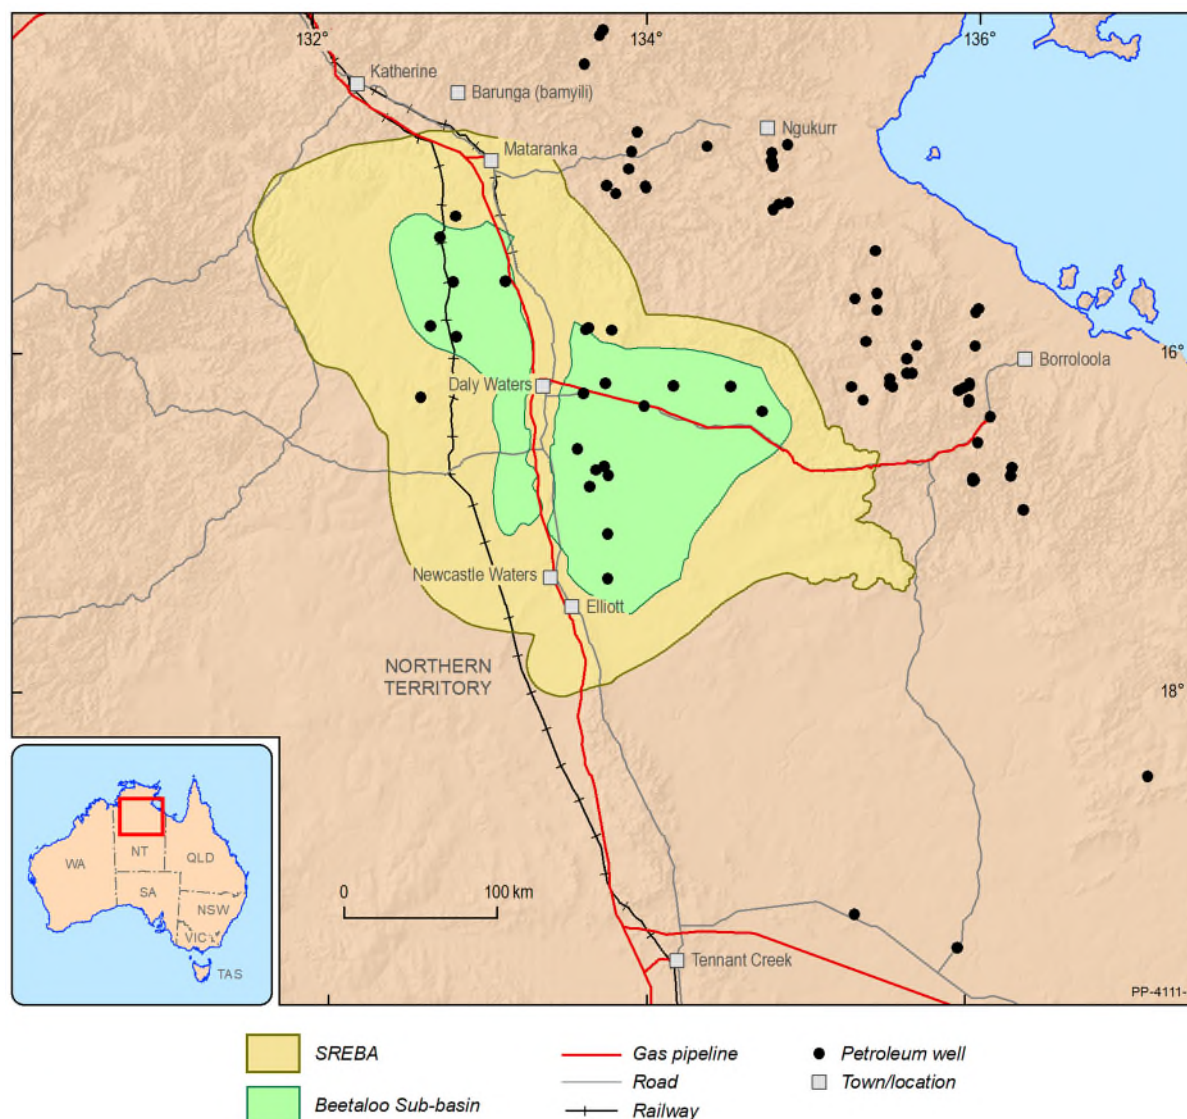 132°
134°
136°
Katherine
Barunga (bamyili)
Ngukurr
Mataranka
16°
Borroloola
Daly Waters
Newcastle Waters
Elliott
NORTHERN
TERRITORY
18°
WA
NT
QLD
SA
NSW
VIC
TAS
0
100 km
Tennant Creek
PP-4111-
SREBA
Gas pipeline
Petroleum well
Road
Town/location
Beetaloo Sub-basin
Railway